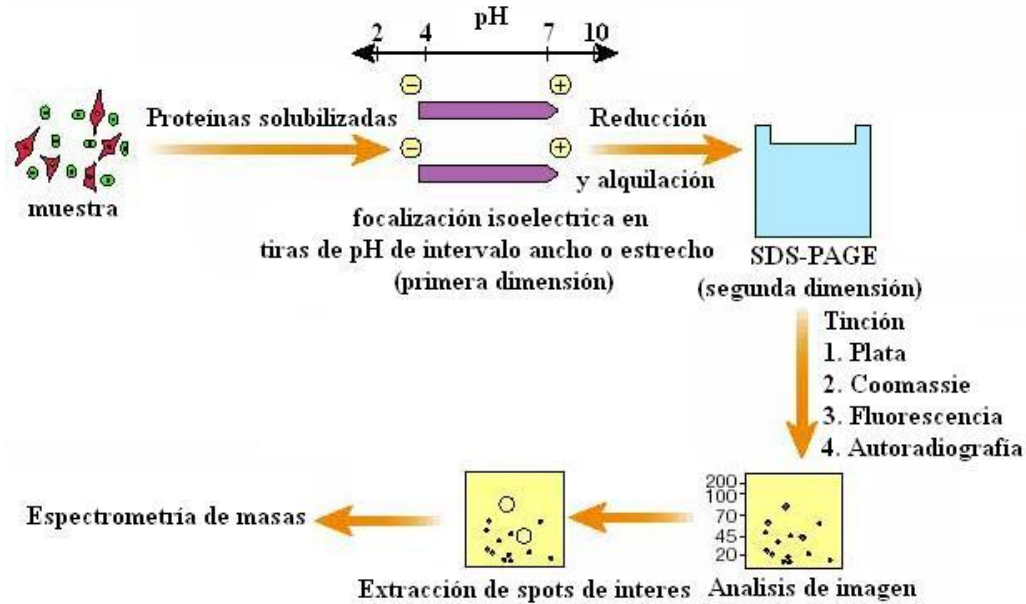 pH
2 4 7 10
− +
Proteínas solubilizadas
− +
Reducción
y alquilación
muestra
focalización isoelectrica en
tiras de pH de intervalo ancho o estrecho
(primera dimensión)
SDS-PAGE
(segunda dimensión)
Tinción
1. Plata
2. Coomassie
3. Fluorescencia
4. Autoradiografía
200
100
70
45
20
Analisis de imagen
Extracción de spots de interes
Espectrometría de masas